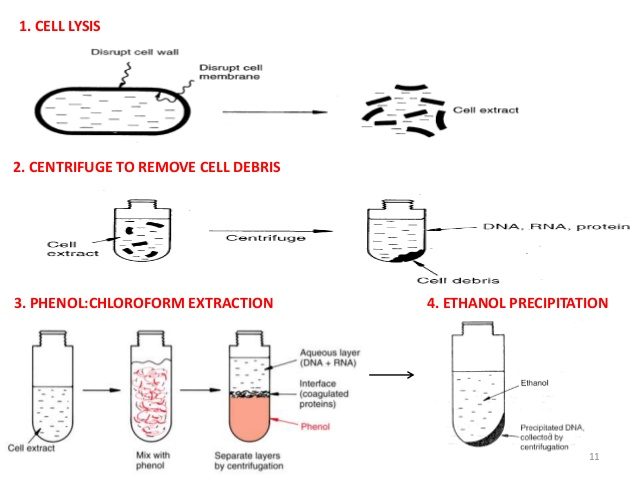 1. CELL LYSIS
Disrupt cell wall
Disrupt cell
membrane
Cell extract
2. CENTRIFUGE TO REMOVE CELL DEBRIS
Cell
extract
Centrifuge
DNA, RNA, protein
Cell debris
3. PHENOL:CHLOROFORM EXTRACTION
4. ETHANOL PRECIPITATION
Cell extract
Mix with
phenol
Aqueous layer
(DNA + RNA)
Interface
(coagulated
proteins)
Phenol
Separate layers
by centrifugation
Ethanol
Precipitated DNA,
collected by
centrifugation
11